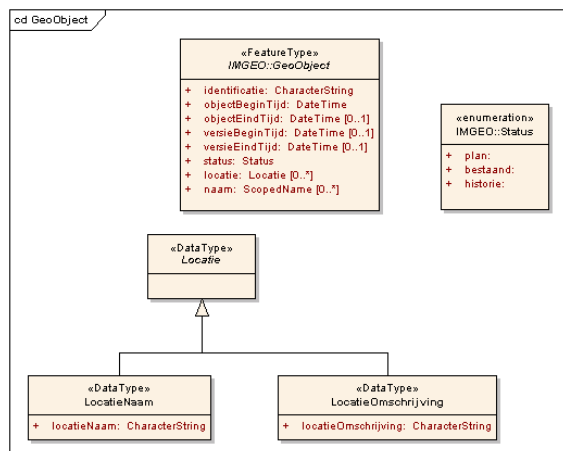 cd GeoObject
«FeatureType»
IMGEO::GeoObject
+ identificatie: CharacterString
+ objectBeginTijd: DateTime
+ objectEindTijd: DateTime [0..1]
+ versieBeginTijd: DateTime [0..1]
+ versieEindTijd: DateTime [0..1]
+ status: Status
+ locatie: Locatie [0..*]
+ naam: ScopedName [0..*]
«enumeration»
IMGEO::Status
+ plan:
+ bestaand:
+ historie:
«DataType»
Locatie
«DataType»
LocatieNaam
+ locatieNaam: CharacterString
«DataType»
LocatieOmschrijving
+ locatieOmschrijving: CharacterString